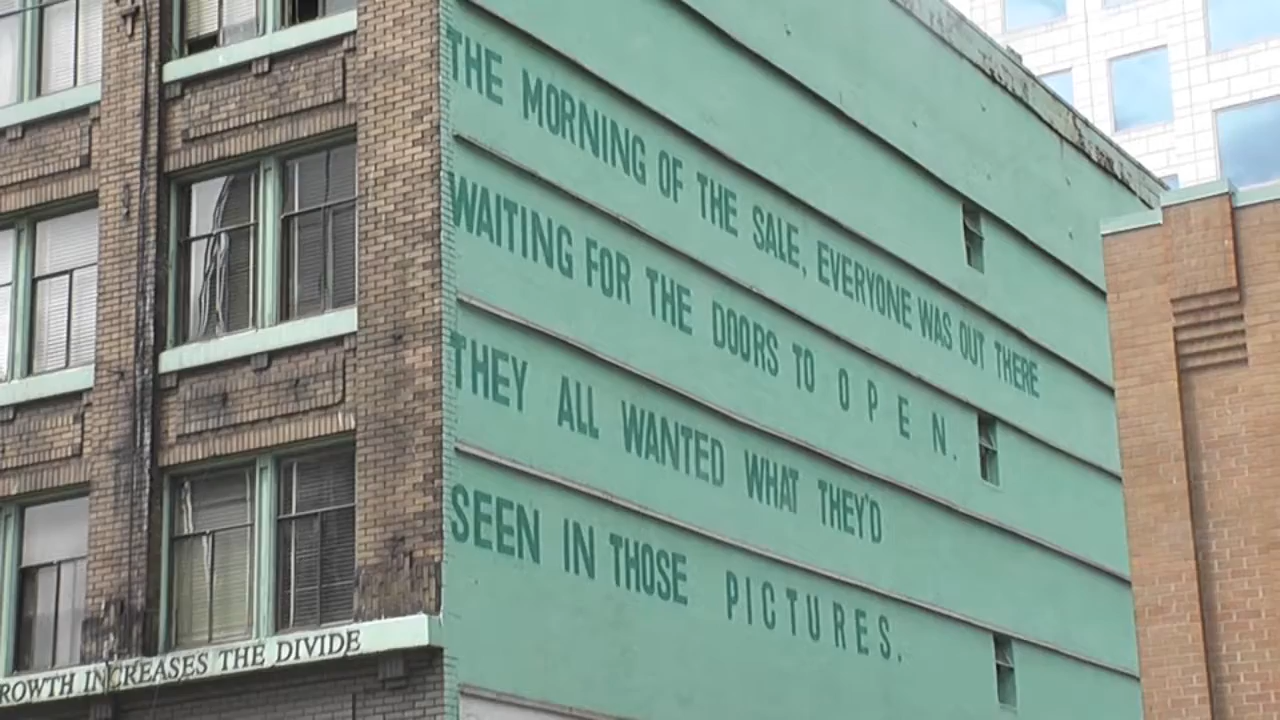 THE MORNING OF THE SALE, EVERYONE WAS OUT THERE
WAITING FOR THE DOORS TO OPEN.
THEY ALL WANTED WHAT THEY'D
SEEN IN THOSE PICTURES.
ROWTH INCREASES THE DIVIDE